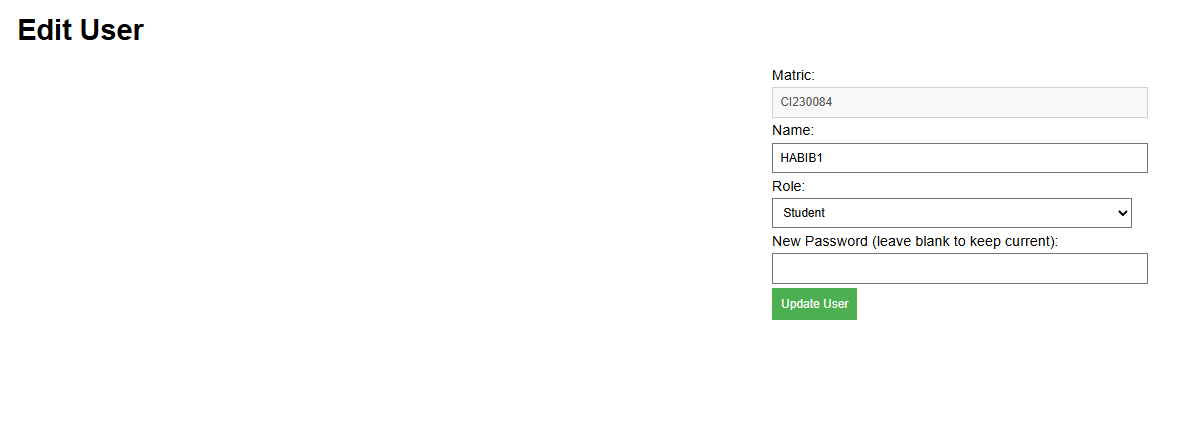 Edit User
Matric:
CI230084
Name:
HABIB1
Role:
Student
New Password (leave blank to keep current):
Update User